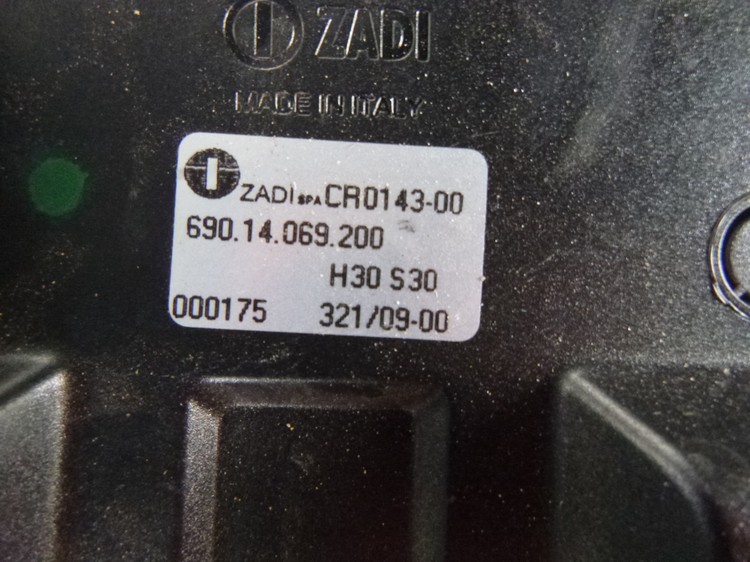 ZADI
MADE IN ITALY
ZADI SPA CR0143-00
690.14.069.200
H30 S30
000175 321/09-00